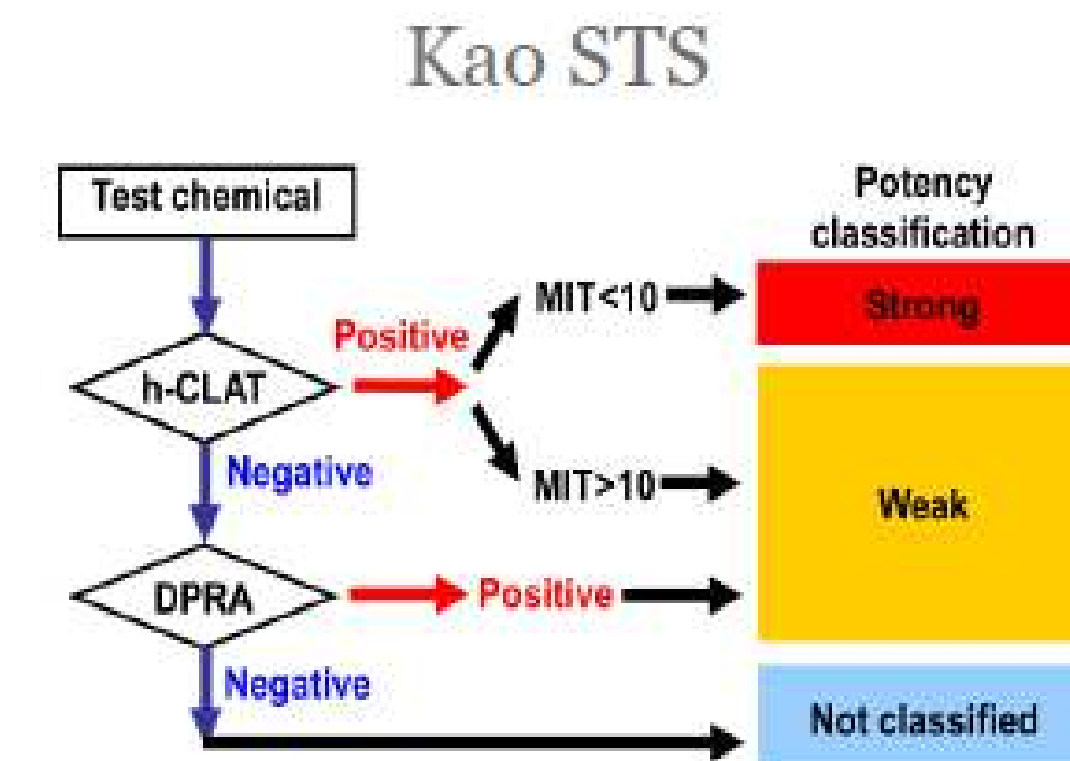 Kao STS
Test chemical
Potency
classification
MIT<10
Strong
Positive
h-CLAT
Negative
MIT>10
Weak
DPRA
Positive
Negative
Not classified